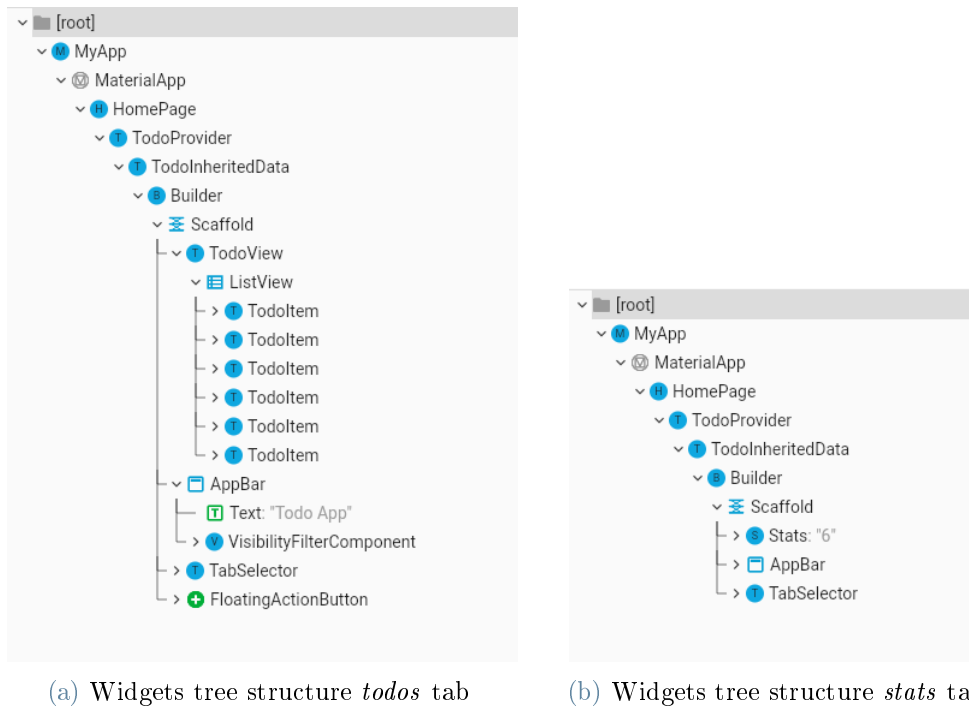 [root]
MyApp
MaterialApp
HomePage
TodoProvider
TodoInheritedData
Builder
Scaffold
TodoView
ListView
TodoItem
TodoItem
TodoItem
TodoItem
TodoItem
TodoItem
AppBar
Text: "Todo App"
VisibilityFilterComponent
TabSelector
FloatingActionButton
(a) Widgets tree structure todos tab
[root]
MyApp
MaterialApp
HomePage
TodoProvider
TodoInheritedData
Builder
Scaffold
Stats: "6"
AppBar
TabSelector
(b) Widgets tree structure stats ta